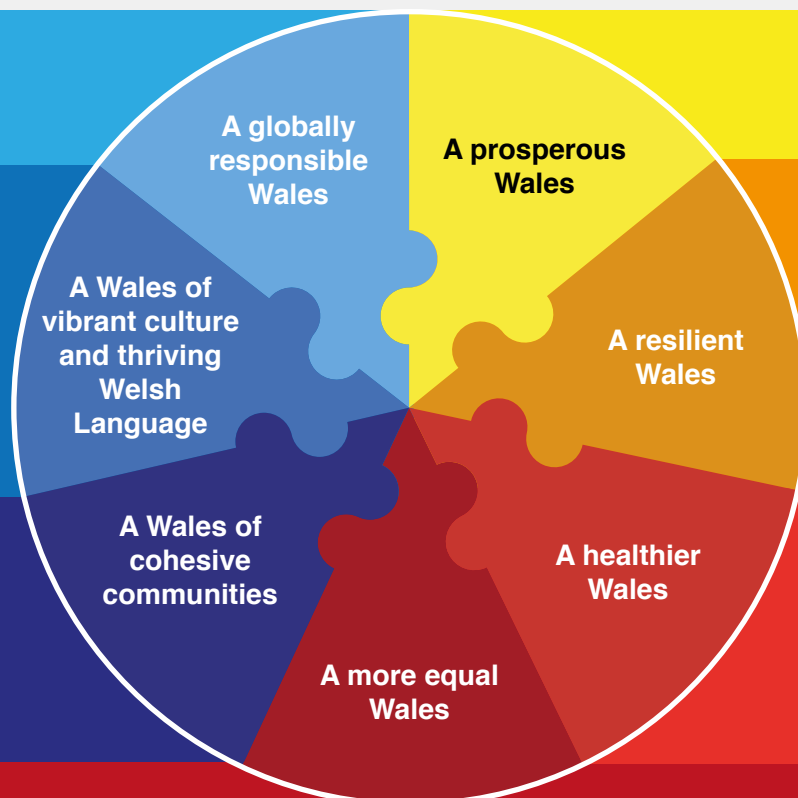 A globally
responsible
Wales
A prosperous
Wales
A resilient
Wales
A healthier
Wales
A more equal
Wales
A Wales of
cohesive
communities
A Wales of
vibrant culture
and thriving
Welsh
Language